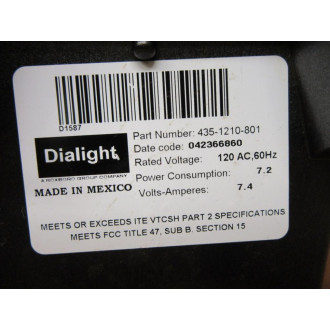 D1587
Part Number: 435-1210-801
Date code: 042366860
Dialight
Rated Voltage: 120 AC,60Hz
A ROXBORO GROUP COMPANY
Power Consumption: 7.2
MADE IN MEXICO
Volts-Amperes: 7.4
MEETS OR EXCEEDS ITE VTCSH PART 2 SPECIFICATIONS
MEETS FCC TITLE 47, SUB B. SECTION 15